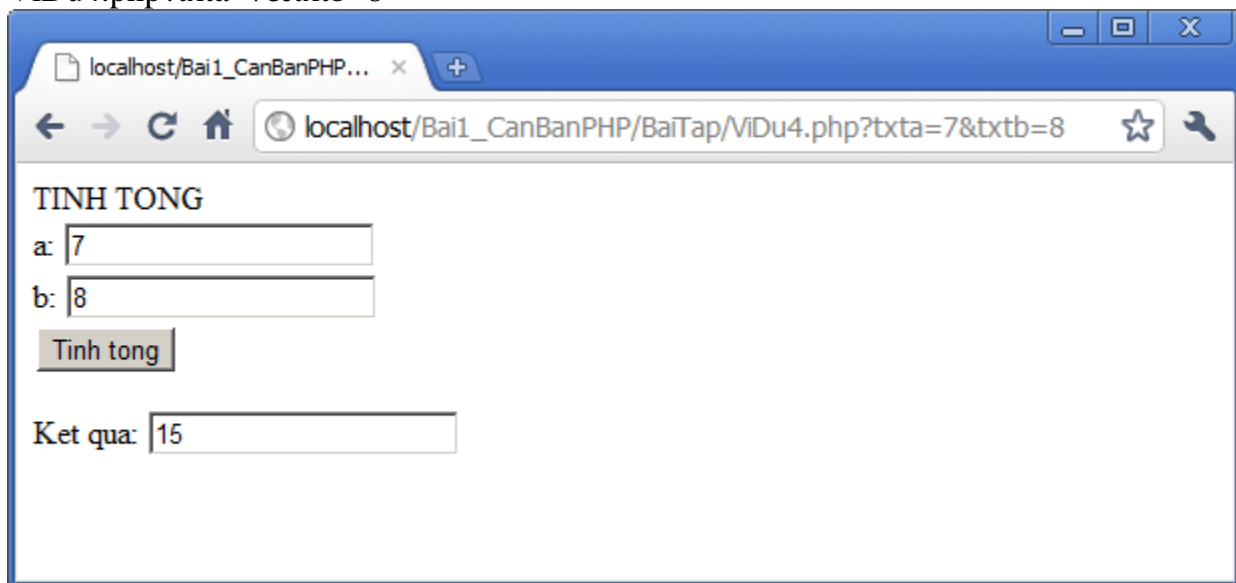 localhost/Bai1_CanBanPHP...
localhost/Bai1_CanBanPHP/BaiTap/ViDu4.php?txta=7&txtb=8
TINH TONG
a: 7
b: 8
Tinh tong
Ket qua: 15